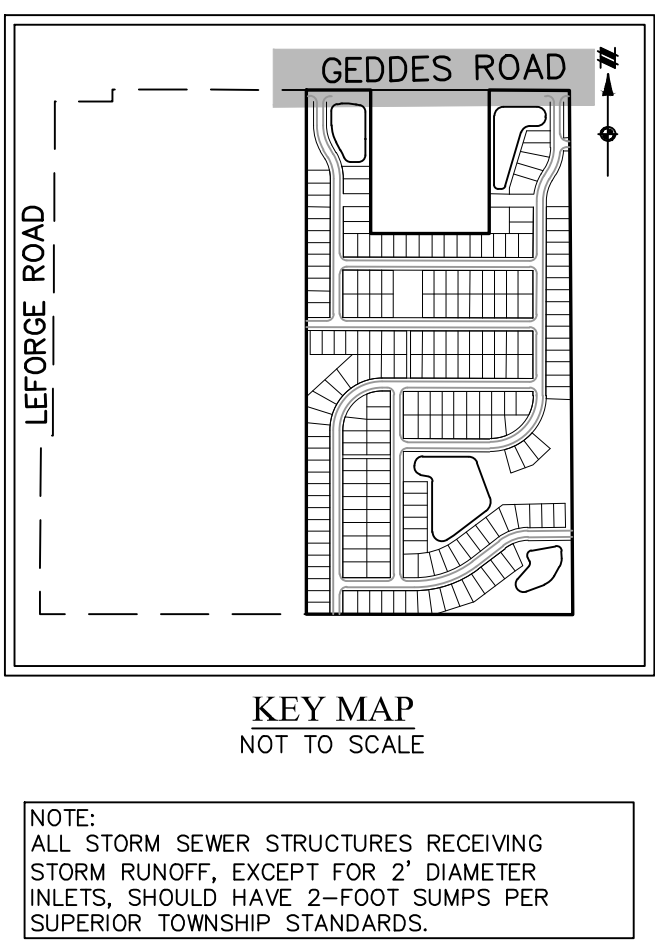 GEDDES ROAD
LEFORGE ROAD
KEY MAP
NOT TO SCALE
NOTE:
ALL STORM SEWER STRUCTURES RECEIVING
STORM RUNOFF, EXCEPT FOR 2' DIAMETER
INLETS, SHOULD HAVE 2-FOOT SUMPS PER
SUPERIOR TOWNSHIP STANDARDS.